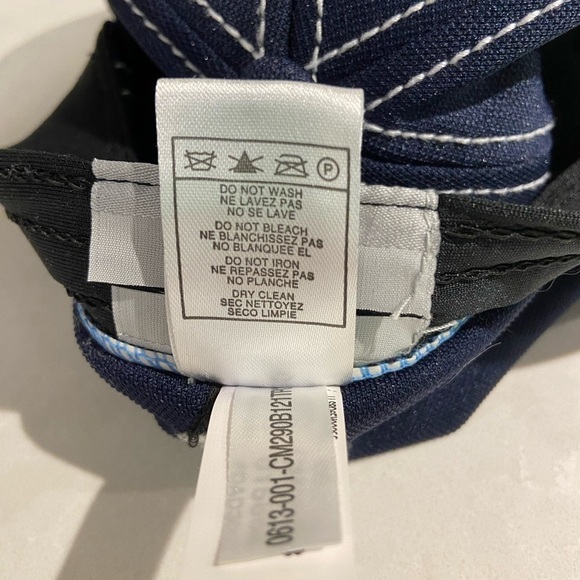 P
DO NOT WASH
NE LAVEZ PAS
NO SE LAVE
DO NOT BLEACH
NE BLANCHISSEZ PAS
NO BLANQUEE EL
DO NOT IRON
NE REPASSEZ PAS
NO PLANCHE
DRY CLEAN
SEC NETTOYEZ
SECO LIMPIE
0613-001-CM290B121TF